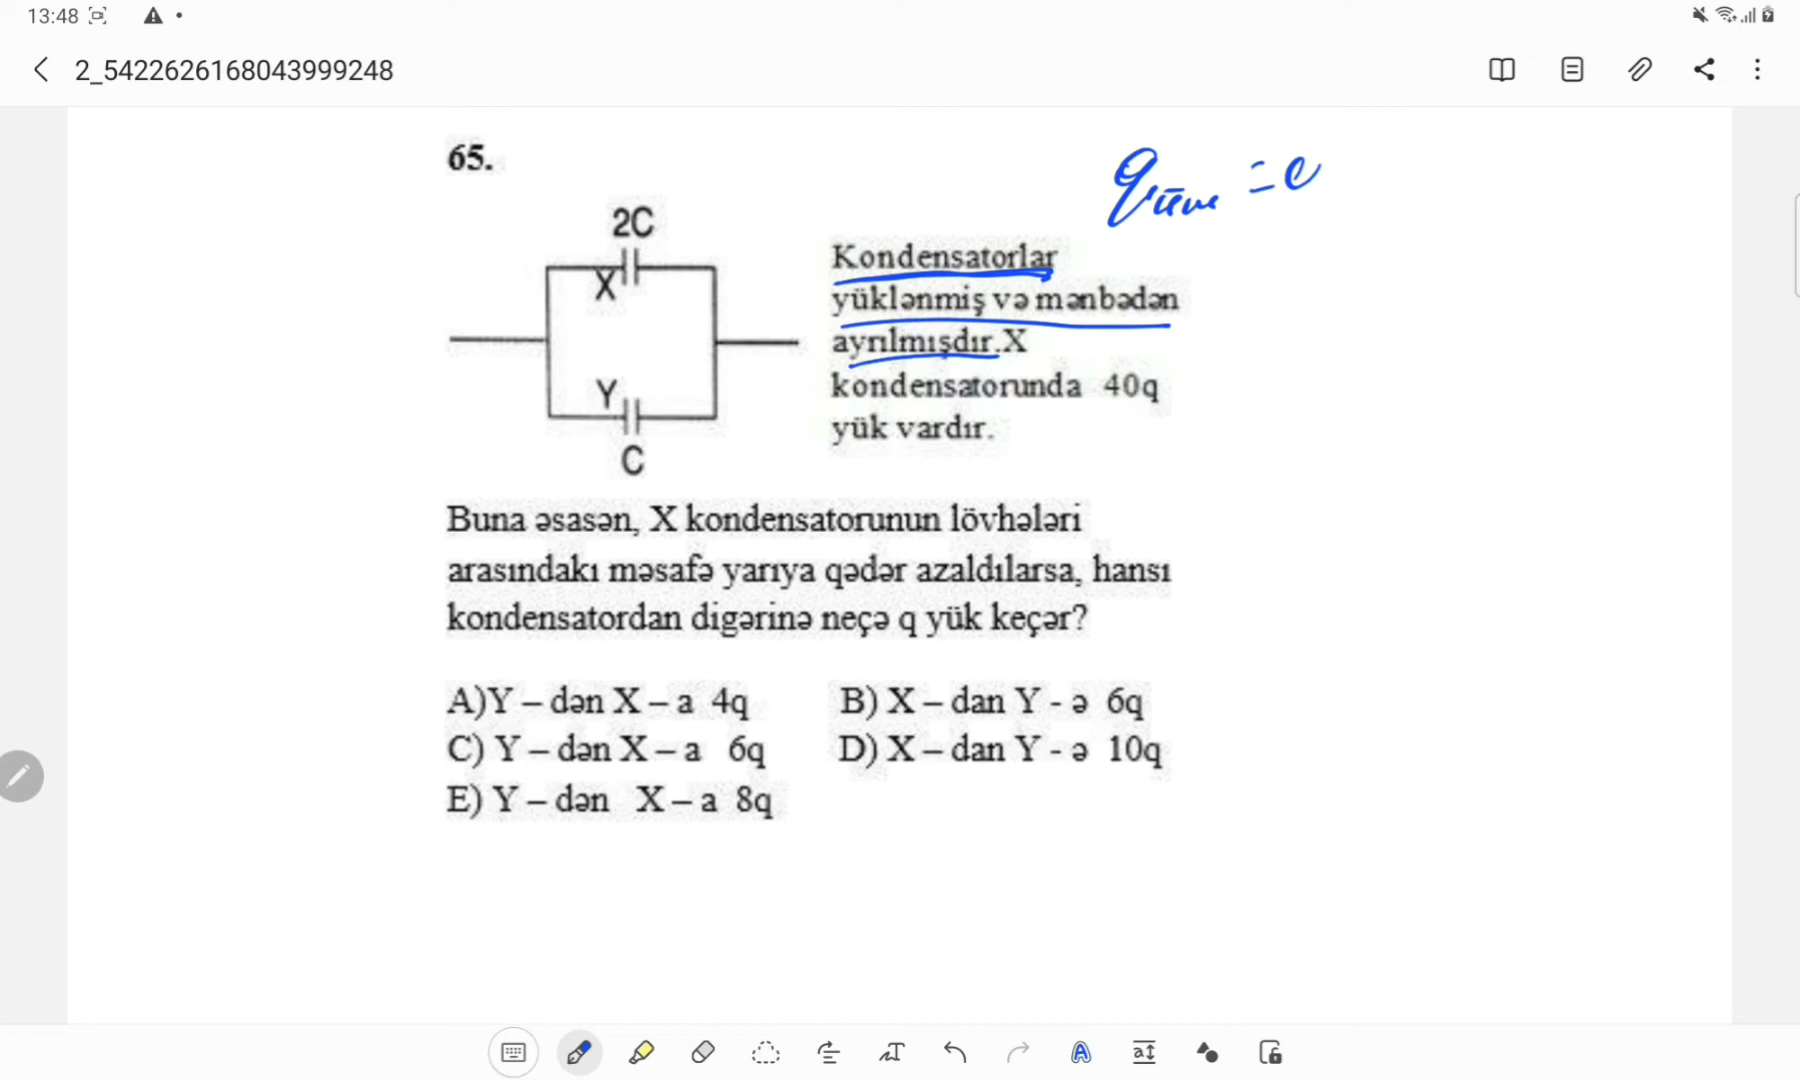 13:48
2_5422626168043999248
65.
2C
X
Y
C
Kondensatorlar
yüklənmiş və mənbədən
ayrılmışdır.X
kondensatorunda 40q
yük vardır.
Buna əsasən, X kondensatorunun lövhələri
arasındakı məsafə yarıya qədər azaldılarsa, hansı
kondensatordan digərinə neçə q yük keçər?
A)Y – dən X – a 4q
B) X – dan Y - ə 6q
C) Y – dən X – a 6q
D) X – dan Y - ə 10q
E) Y – dən X – a 8q